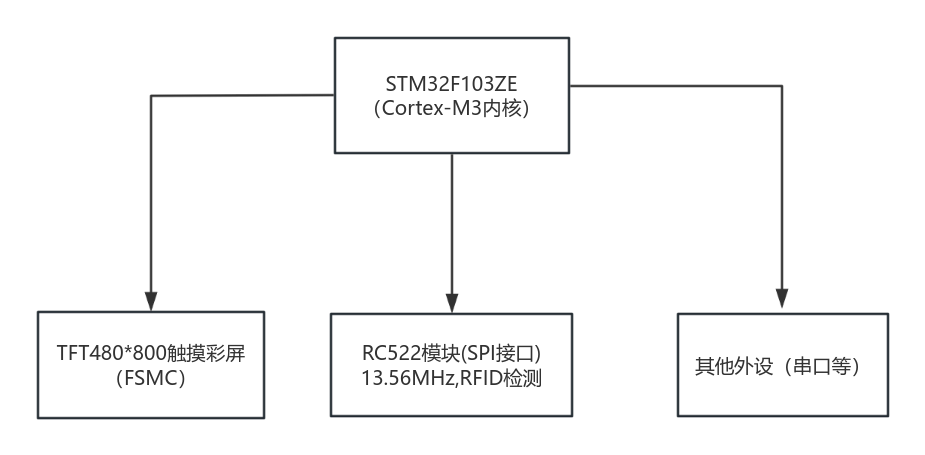 STM32F103ZE
（Cortex-M3内核）
TFT480*800触摸彩屏
（FSMC）
RC522模块(SPI接口)
13.56MHz,RFID检测
其他外设（串口等）